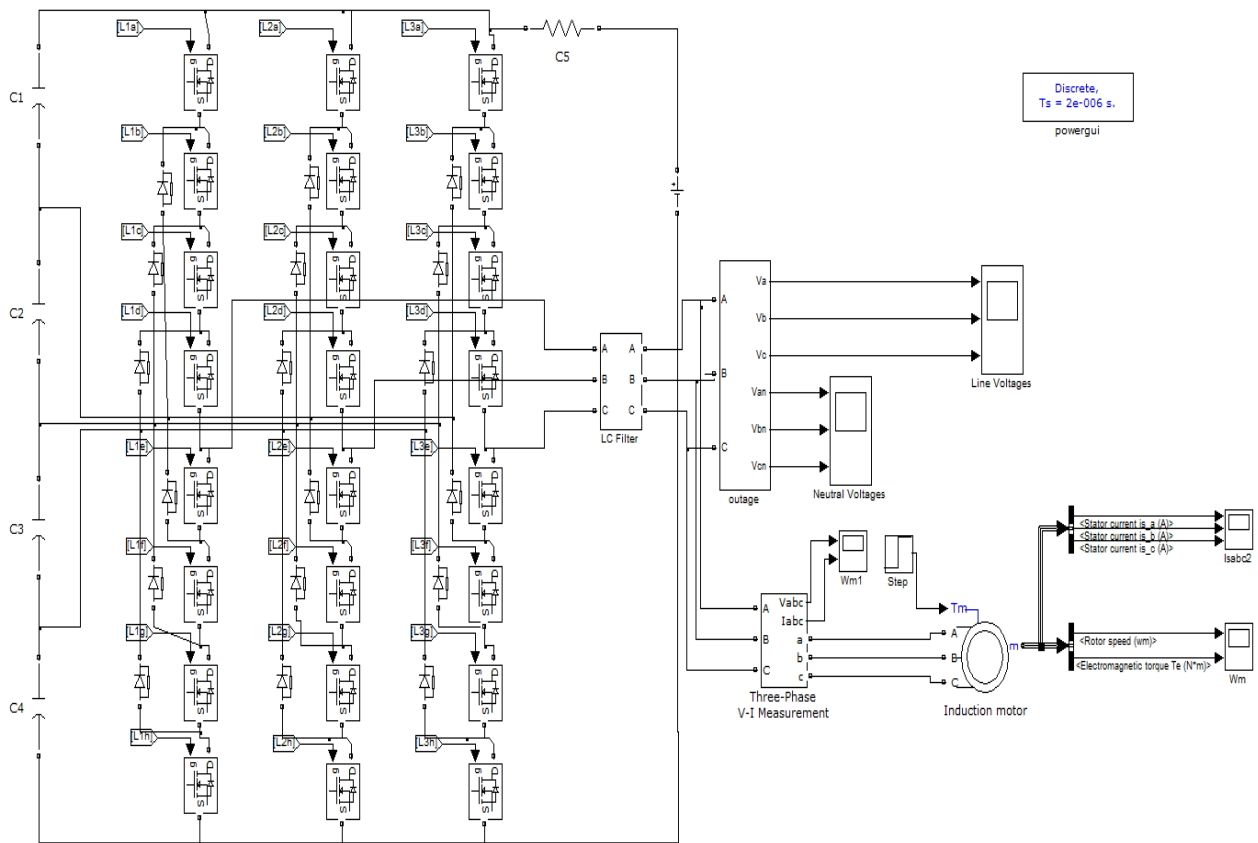 [L1a] [L2a] [L3a]
g D S g D S g D S
C5
C1
Discrete,
Ts = 2e-006 s.
powergui
[L1b] [L2b] [L3b]
g D S g D S g D S
[L1c] [L2c] [L3c]
g D S g D S g D S
+
C2
[L1d] [L2d] [L3d]
g D S g D S g D S
A A
B B
C C
LC Filter
A Va
Vb
B Vc
Van
Vbn
C Vcn
outage
Line Voltages
Neutral Voltages
[L1e] [L2e] [L3e]
g D S g D S g D S
C3
[L1f] [L2f] [L3f]
g D S g D S g D S
Wm1
Step
<Stator current is_a (A)>
<Stator current is_b (A)>
<Stator current is_c (A)>
Isabc2
[L1g] [L2g] [L3g]
g D S g D S g D S
A Vabc
Iabc
B a
b
C c
Three-Phase
V-I Measurement
Tm
A
B m
C
Induction motor
<Rotor speed (wm)>
<Electromagnetic torque Te (N*m)>
Wm
C4
[L1h] [L2h] [L3h]
g D S g D S g D S